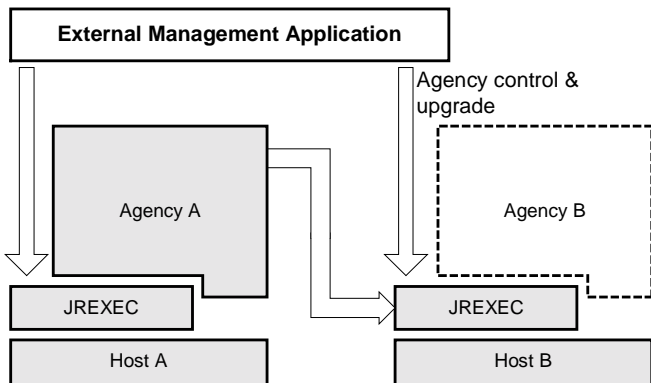 External Management Application
Agency control &
upgrade
Agency A
Agency B
JREXEC
JREXEC
Host A
Host B